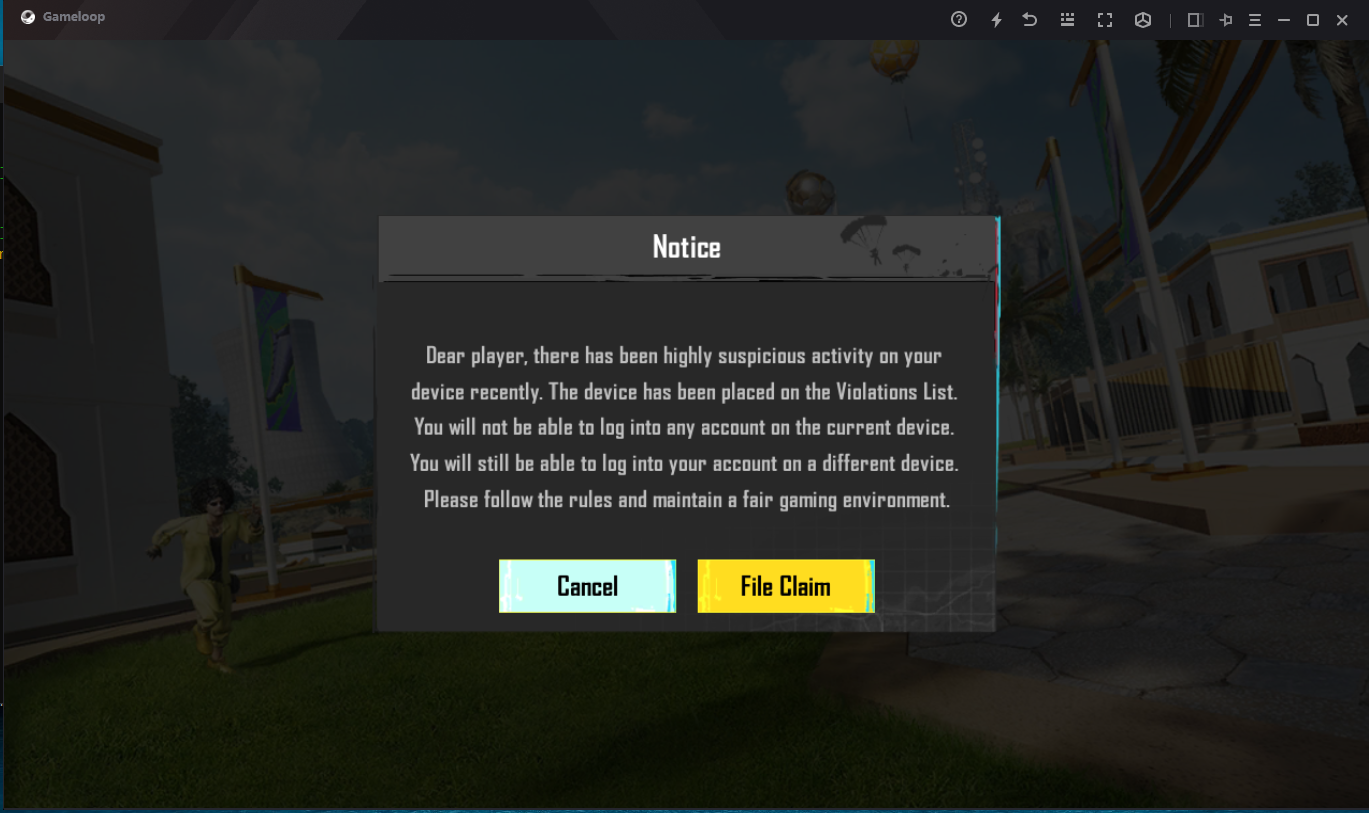 Gameloop
Notice
Dear player, there has been highly suspicious activity on your
device recently. The device has been placed on the Violations List.
You will not be able to log into any account on the current device.
You will still be able to log into your account on a different device.
Please follow the rules and maintain a fair gaming environment.
Cancel
File Claim